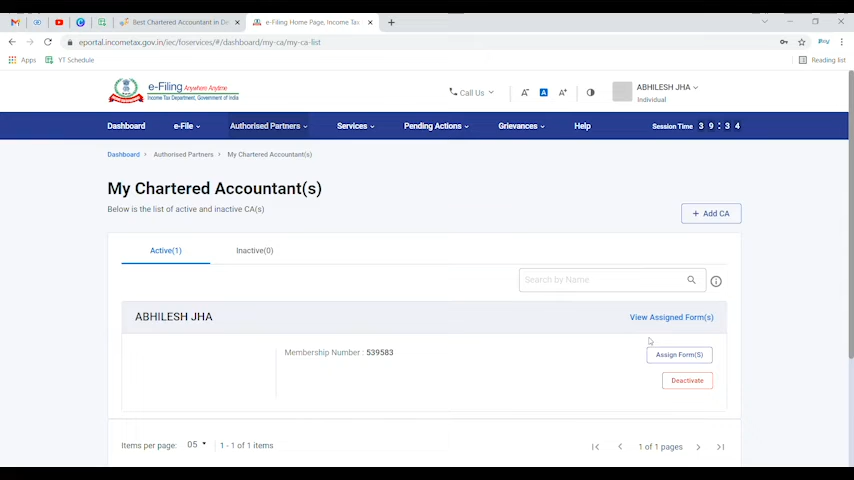 Best Chartered Accountant in De
e-Filing Home Page, Income Tax
eportal.incometax.gov.in/iec/foservices/#/dashboard/my-ca/my-ca-list
Apps YT Schedule Reading list
e-Filing Anywhere Anytime
Income Tax Department, Government of India
Call Us A A A ABHILESH JHA
Individual
Dashboard e-File Authorised Partners Services Pending Actions Grievances Help Session Time 3 9 : 3 4
Dashboard > Authorised Partners > My Chartered Accountant(s)
My Chartered Accountant(s)
Below is the list of active and inactive CA(s)
+ Add CA
Active(1) Inactive(0)
Search by Name
ABHILESH JHA View Assigned Form(s)
Membership Number : 539583 Assign Form(S)
Deactivate
Items per page: 05 1 - 1 of 1 items 1 of 1 pages